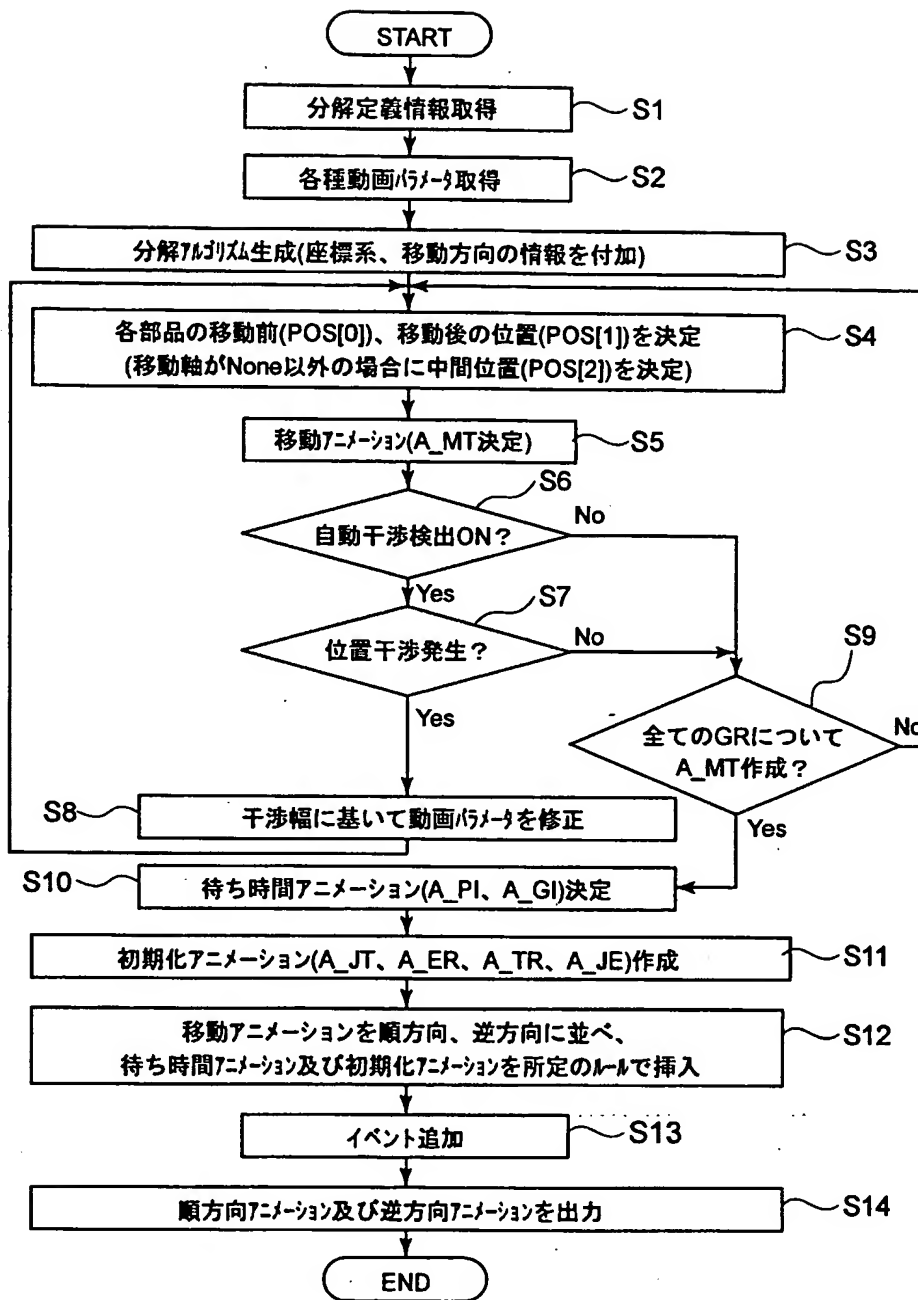 START
分解定義情報取得
S1
各種動画パラメータ取得
S2
分解アルゴリズム生成(座標系、移動方向の情報を付加)
S3
各部品の移動前(POS[0])、移動後の位置(POS[1])を決定
(移動軸がNone以外の場合に中間位置(POS[2])を決定)
S4
移動アニメーション(A_MT決定)
S5
S6
自動干渉検出ON?
No
Yes
S7
位置干渉発生?
No
Yes
S9
全てのGRについて
A_MT作成?
No
Yes
S8
干渉幅に基いて動画パラメータを修正
S10
待ち時間アニメーション(A_PI、A_GI)決定
初期化アニメーション(A_JT、A_ER、A_TR、A_JE)作成
S11
移動アニメーションを順方向、逆方向に並べ、
待ち時間アニメーション及び初期化アニメーションを所定のルールで挿入
S12
イベント追加
S13
順方向アニメーション及び逆方向アニメーションを出力
S14
END